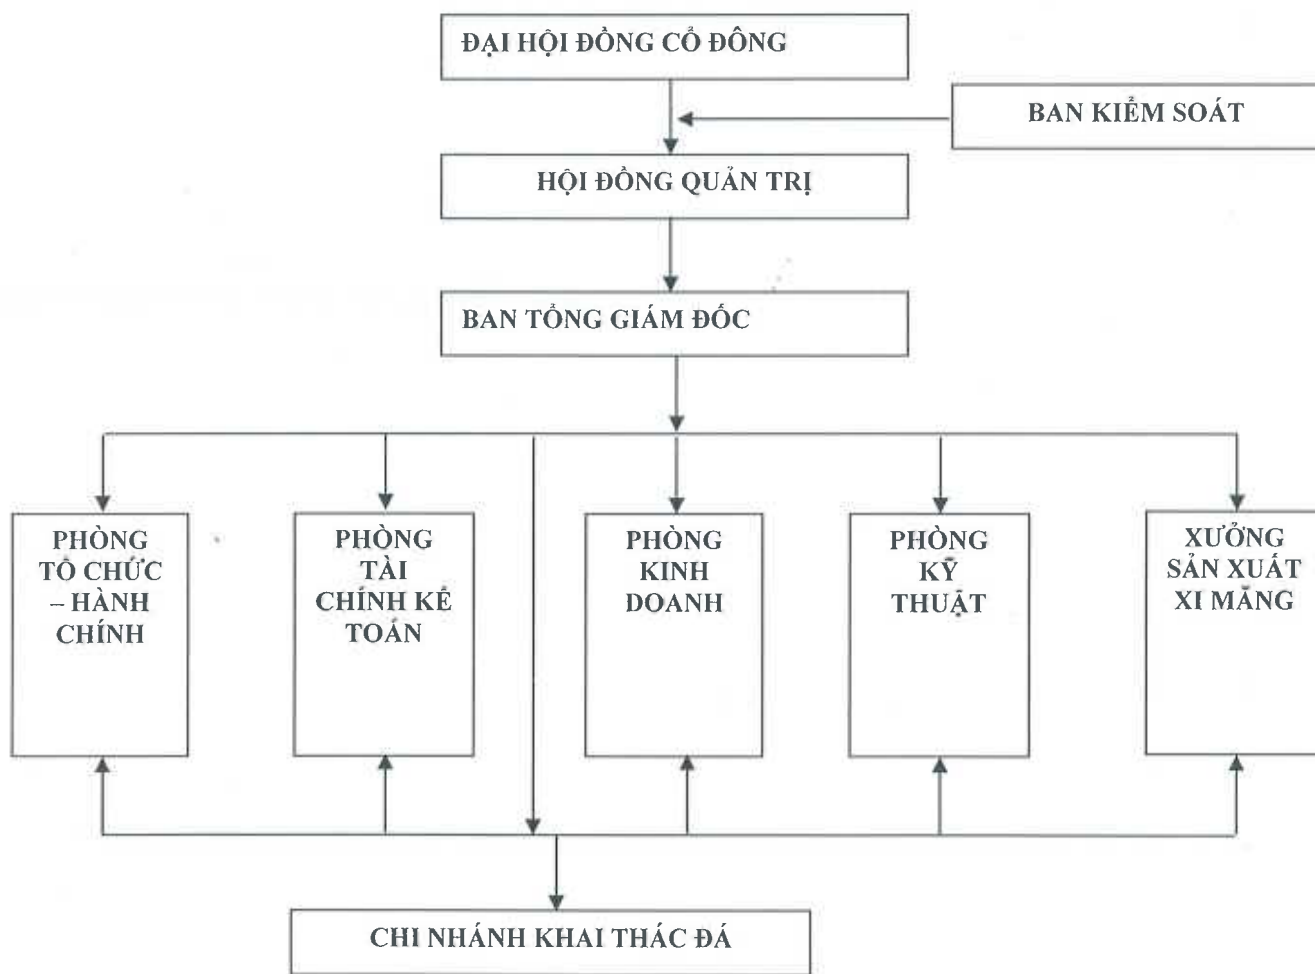 ĐẠI HỘI ĐỒNG CỔ ĐÔNG
BAN KIỂM SOÁT
HỘI ĐỒNG QUẢN TRỊ
BAN TỔNG GIÁM ĐỐC
PHÒNG
TỔ CHỨC
– HÀNH
CHÍNH
PHÒNG
TÀI
CHÍNH KẾ
TOÁN
PHÒNG
KINH
DOANH
PHÒNG
KỸ
THUẬT
XƯỞNG
SẢN XUẤT
XI MĂNG
CHI NHÁNH KHAI THÁC ĐÁ